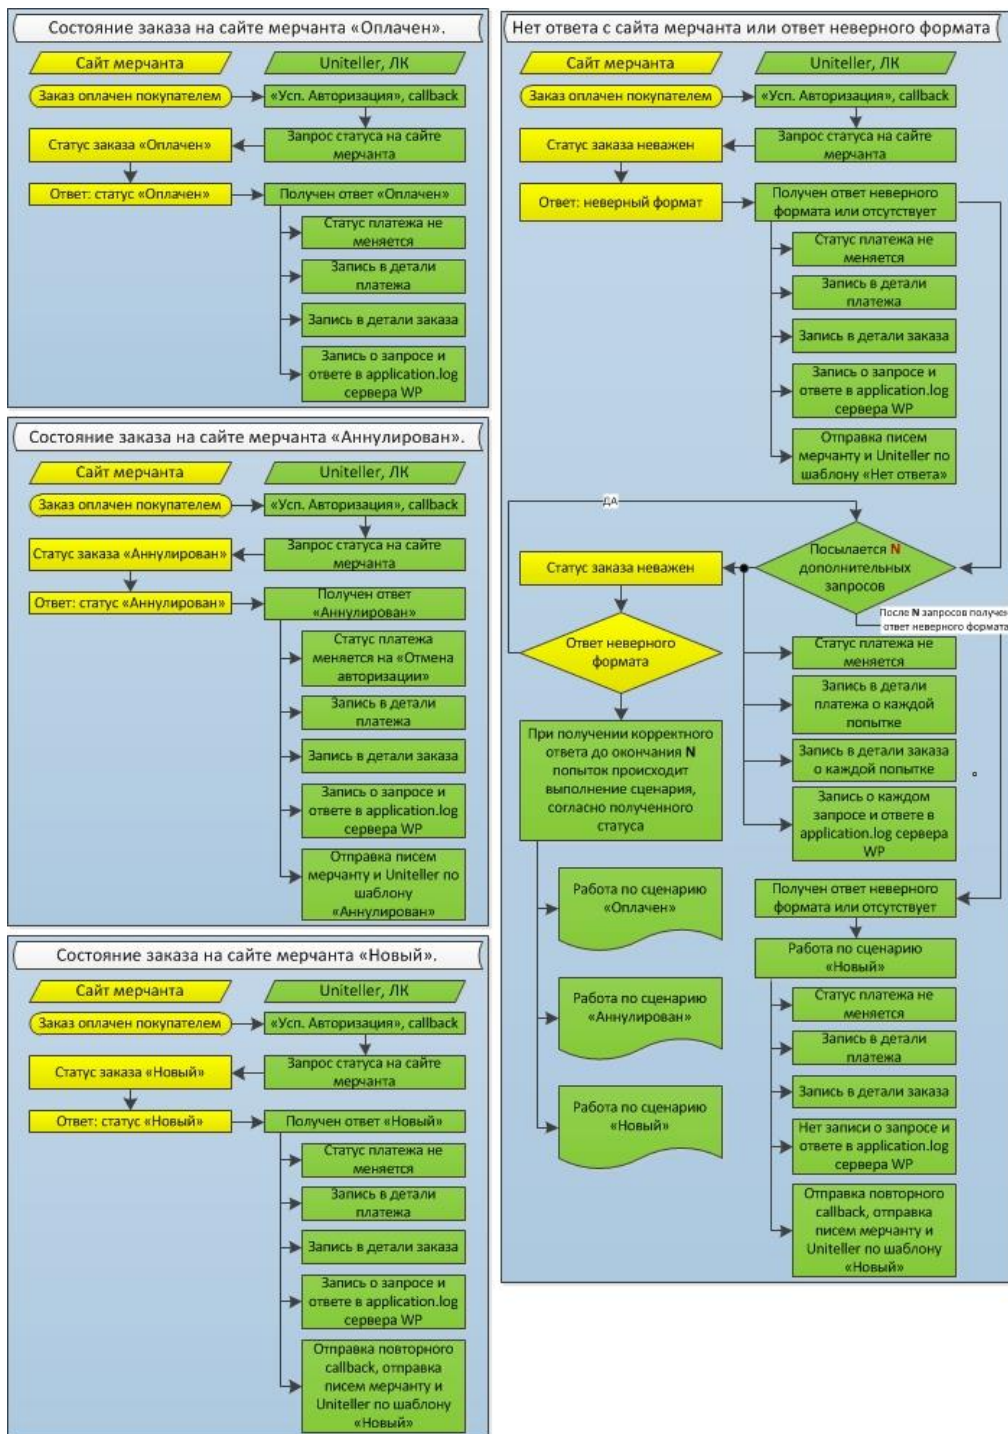 Состояние заказа на сайте мерчанта «Оплачен».
Сайт мерчанта
Uniteller, ЛК
Заказ оплачен покупателем
«Усп. Авторизация», callback
Запрос статуса на сайте
мерчанта
Статус заказа «Оплачен»
Ответ: статус «Оплачен»
Получен ответ «Оплачен»
Статус платежа не
меняется
Запись в детали
платежа
Запись в детали заказа
Запись о запросе и
ответе в application.log
сервера WP
Состояние заказа на сайте мерчанта «Аннулирован».
Сайт мерчанта
Uniteller, ЛК
Заказ оплачен покупателем
«Усп. Авторизация», callback
Запрос статуса на сайте
мерчанта
Статус заказа «Аннулирован»
Ответ: статус «Аннулирован»
Получен ответ
«Аннулирован»
Статус платежа
меняется на «Отмена
авторизации»
Запись в детали
платежа
Запись в детали заказа
Запись о запросе и
ответе в application.log
сервера WP
Отправка писем
мерчанту и Uniteller по
шаблону
«Аннулирован»
Состояние заказа на сайте мерчанта «Новый».
Сайт мерчанта
Uniteller, ЛК
Заказ оплачен покупателем
«Усп. Авторизация», callback
Запрос статуса на сайте
мерчанта
Статус заказа «Новый»
Ответ: статус «Новый»
Получен ответ «Новый»
Статус платежа не
меняется
Запись в детали
платежа
Запись в детали заказа
Запись о запросе и
ответе в application.log
сервера WP
Отправка повторного
callback, отправка
писем мерчанту и
Uniteller по шаблону
«Новый»
Нет ответа с сайта мерчанта или ответ неверного формата
Сайт мерчанта
Uniteller, ЛК
Заказ оплачен покупателем
«Усп. Авторизация», callback
Запрос статуса на сайте
мерчанта
Статус заказа неважен
Ответ: неверный формат
Получен ответ неверного
формата или отсутствует
Статус платежа не
меняется
Запись в детали
платежа
Запись в детали заказа
Запись о запросе и
ответе в application.log
сервера WP
Отправка писем
мерчанту и Uniteller по
шаблону «Нет ответа»
ДА
Посылается N
дополнительных
запросов
Статус заказа неважен
После N запросов получен
ответ неверного формата
Ответ неверного
формата
Статус платежа не
меняется
Запись в детали
платежа о каждой
попытке
Запись в детали заказа
о каждой попытке
Запись о каждом
запросе и ответе в
application.log сервера
WP
При получении корректного
ответа до окончания N
попыток происходит
выполнение сценария,
согласно полученного
статуса
Работа по сценарию
«Оплачен»
Работа по сценарию
«Аннулирован»
Работа по сценарию
«Новый»
Получен ответ неверного
формата или отсутствует
Работа по сценарию
«Новый»
Статус платежа не
меняется
Запись в детали
платежа
Запись в детали заказа
Нет записи о запросе и
ответе в application.log
сервера WP
Отправка повторного
callback, отправка
писем мерчанту и
Uniteller по шаблону
«Новый»